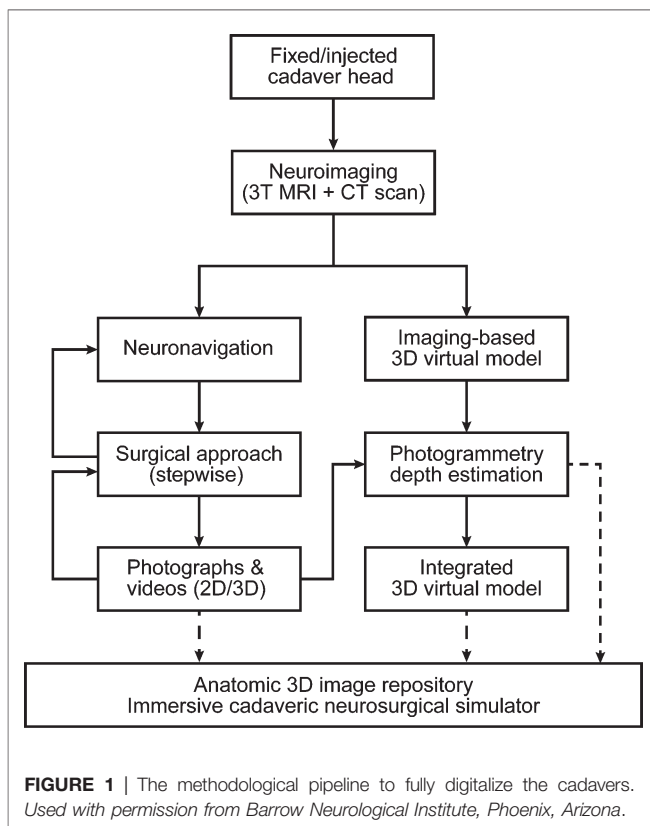 Fixed/injected
cadaver head
Neuroimaging
(3T MRI + CT scan)
Neuronavigation
Imaging-based
3D virtual model
Surgical approach
(stepwise)
Photogrammetry
depth estimation
Photographs &
videos (2D/3D)
Integrated
3D virtual model
Anatomic 3D image repository
Immersive cadaveric neurosurgical simulator
FIGURE 1 | The methodological pipeline to fully digitalize the cadavers.
Used with permission from Barrow Neurological Institute, Phoenix, Arizona.